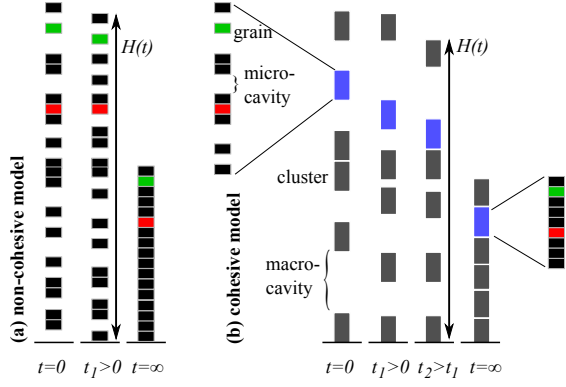 (a) non-cohesive model
H(t)
t=0
t₁>0
t=∞
(b) cohesive model
grain
micro-
cavity
cluster
macro-
cavity
H(t)
t=0
t₁>0
t₂>t₁
t=∞